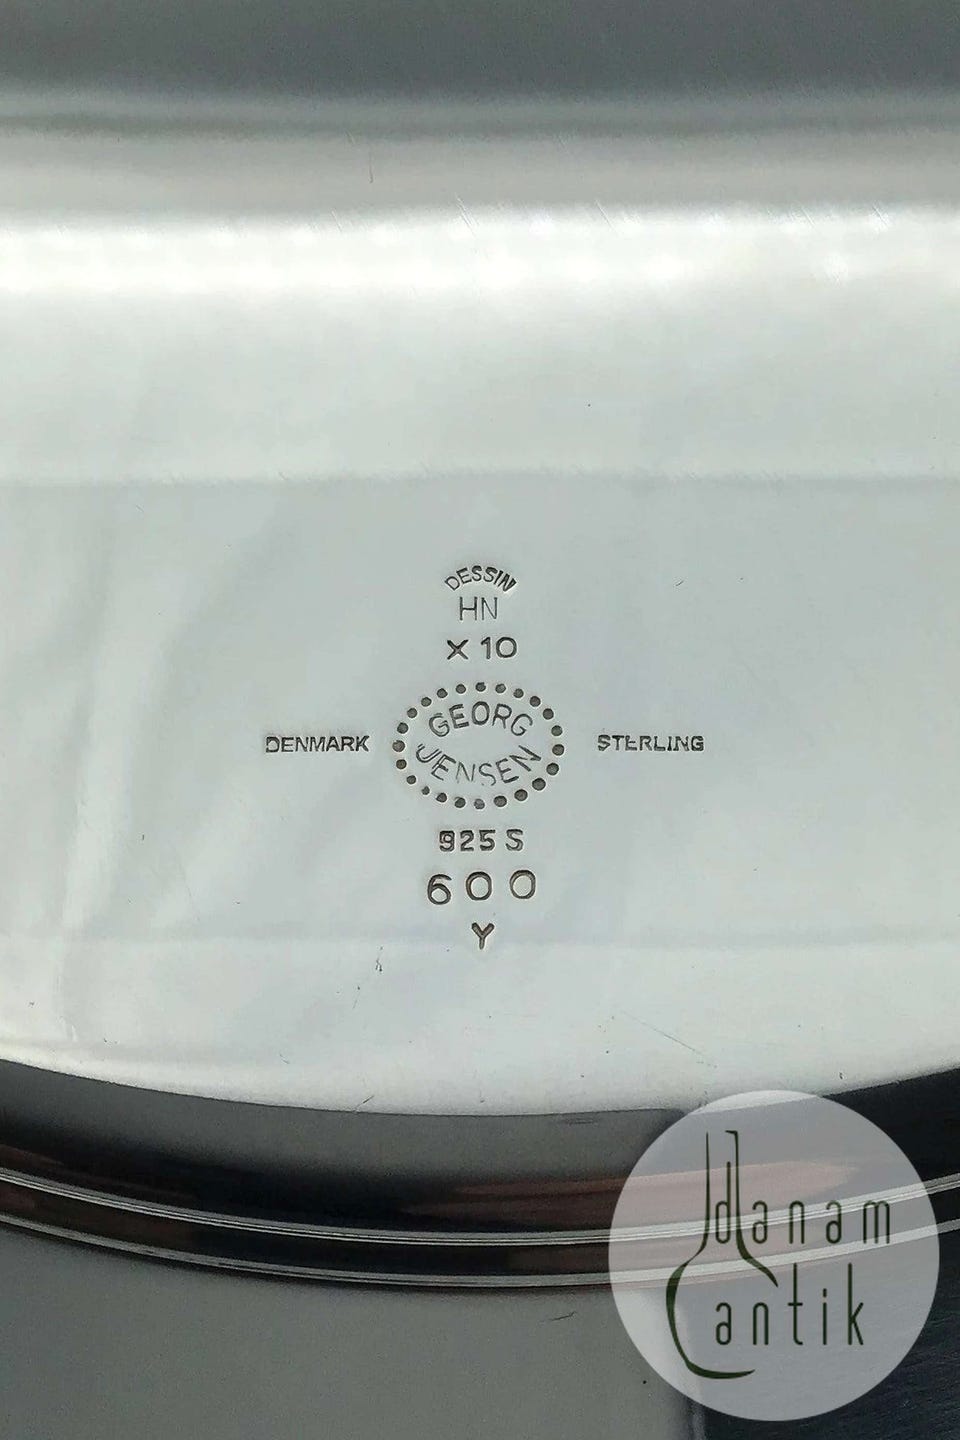 DESSIN
HN
X 10
GEORG
JENSEN
DENMARK
STERLING
925 S
600
Y
danam
antik